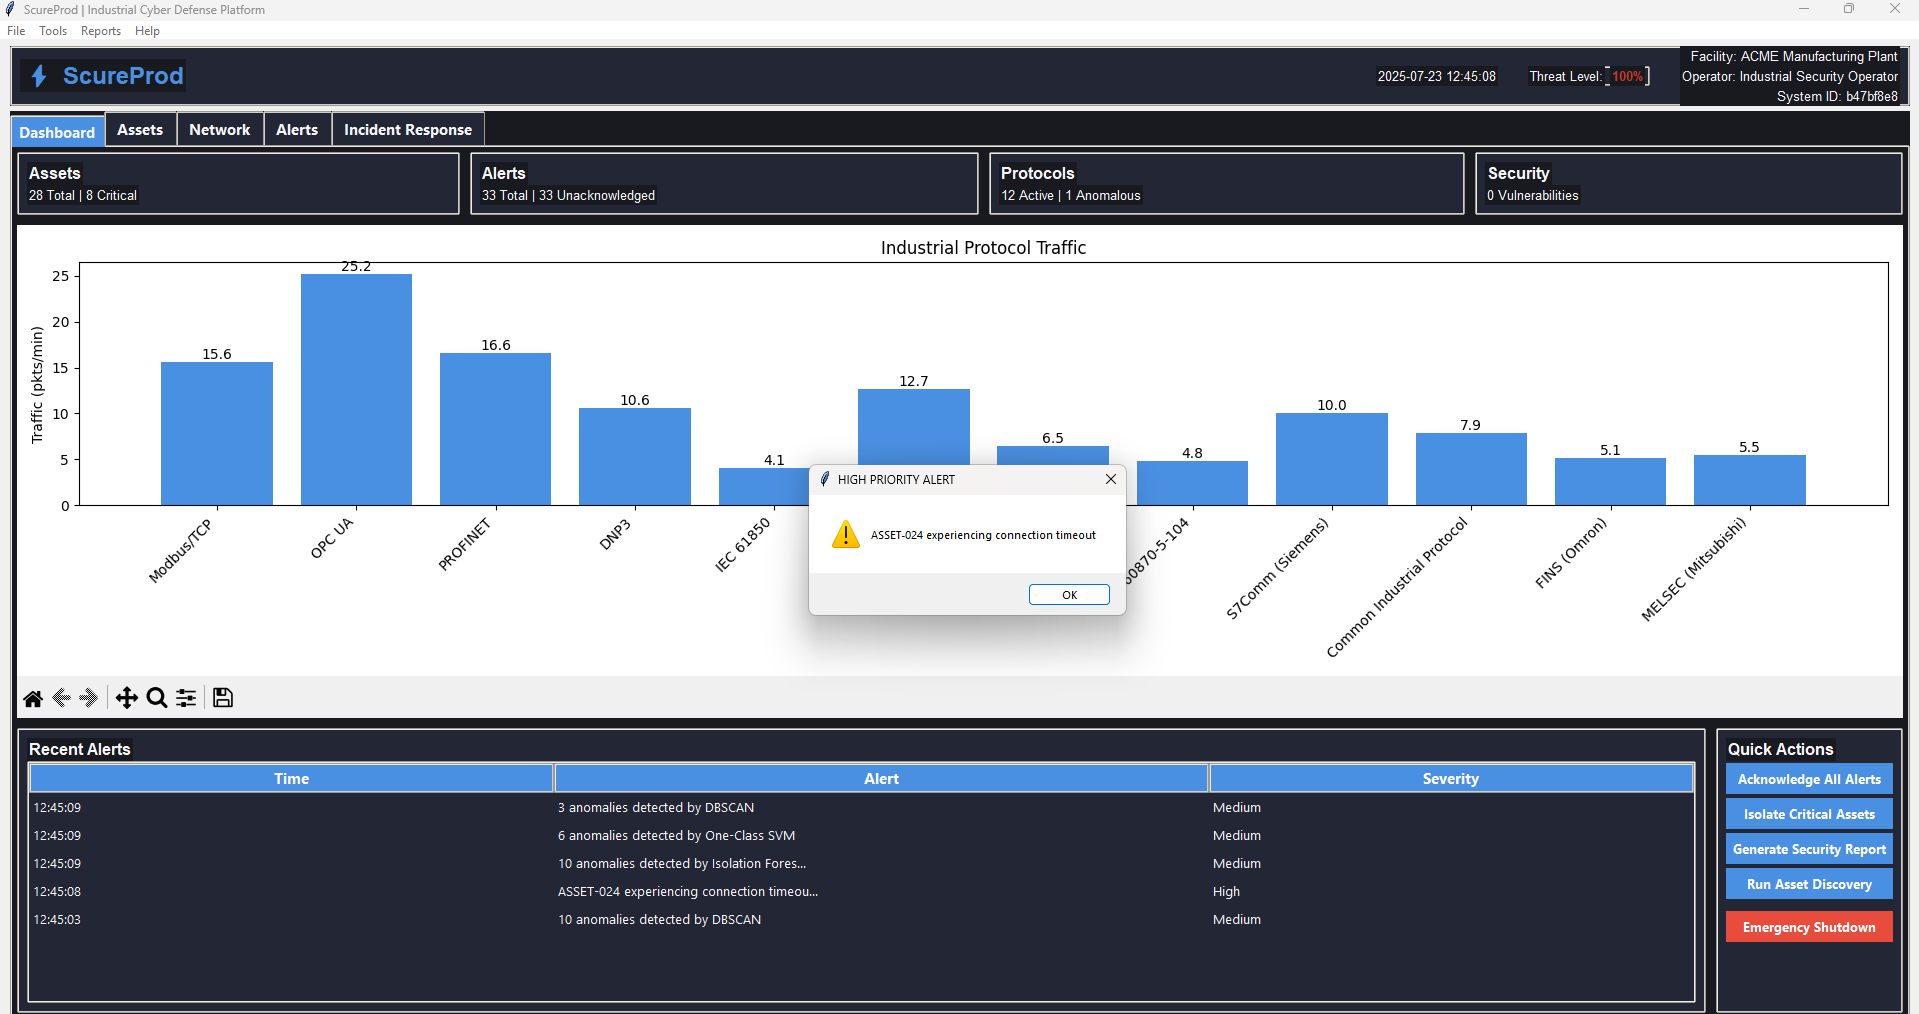 ScureProd | Industrial Cyber Defense Platform
File Tools Reports Help
ScureProd
2025-07-23 12:45:08
Threat Level: [100%]
Facility: ACME Manufacturing Plant
Operator: Industrial Security Operator
System ID: b47bf8e8
Dashboard Assets Network Alerts Incident Response
Assets
28 Total | 8 Critical
Alerts
33 Total | 33 Unacknowledged
Protocols
12 Active | 1 Anomalous
Security
0 Vulnerabilities
Industrial Protocol Traffic
Traffic (pkts/min)
25
20
15
10
5
0
15.6
25.2
16.6
10.6
4.1
12.7
6.5
4.8
10.0
7.9
5.1
5.5
Modbus/TCP
OPC UA
PROFINET
DNP3
IEC 61850
60870-5-104
S7Comm (Siemens)
Common Industrial Protocol
FINS (Omron)
MELSEC (Mitsubishi)
HIGH PRIORITY ALERT
ASSET-024 experiencing connection timeout
OK
Recent Alerts
Time Alert Severity
12:45:09 3 anomalies detected by DBSCAN Medium
12:45:09 6 anomalies detected by One-Class SVM Medium
12:45:09 10 anomalies detected by Isolation Fores... Medium
12:45:08 ASSET-024 experiencing connection timeou... High
12:45:03 10 anomalies detected by DBSCAN Medium
Quick Actions
Acknowledge All Alerts
Isolate Critical Assets
Generate Security Report
Run Asset Discovery
Emergency Shutdown